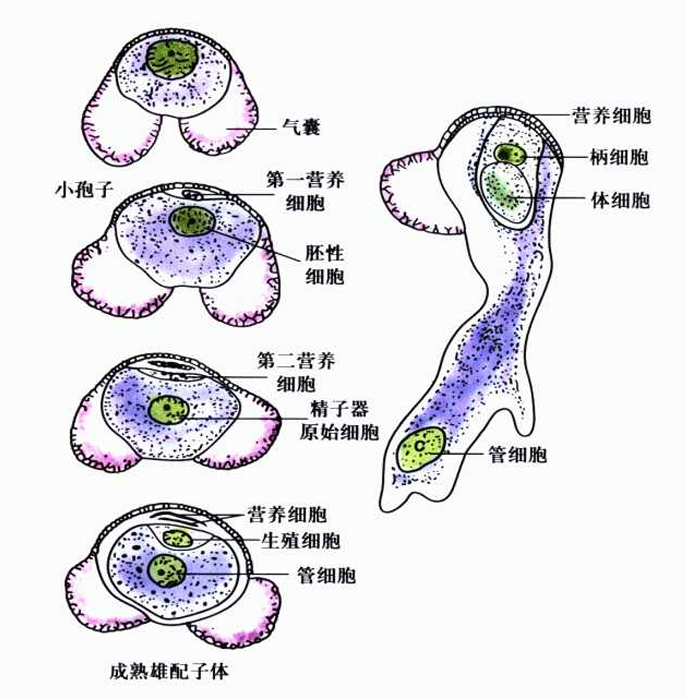 气囊
小孢子
第一营养
细胞
胚性
细胞
第二营养
细胞
精子器
原始细胞
营养细胞
生殖细胞
管细胞
成熟雄配子体
营养细胞
柄细胞
体细胞
C
管细胞